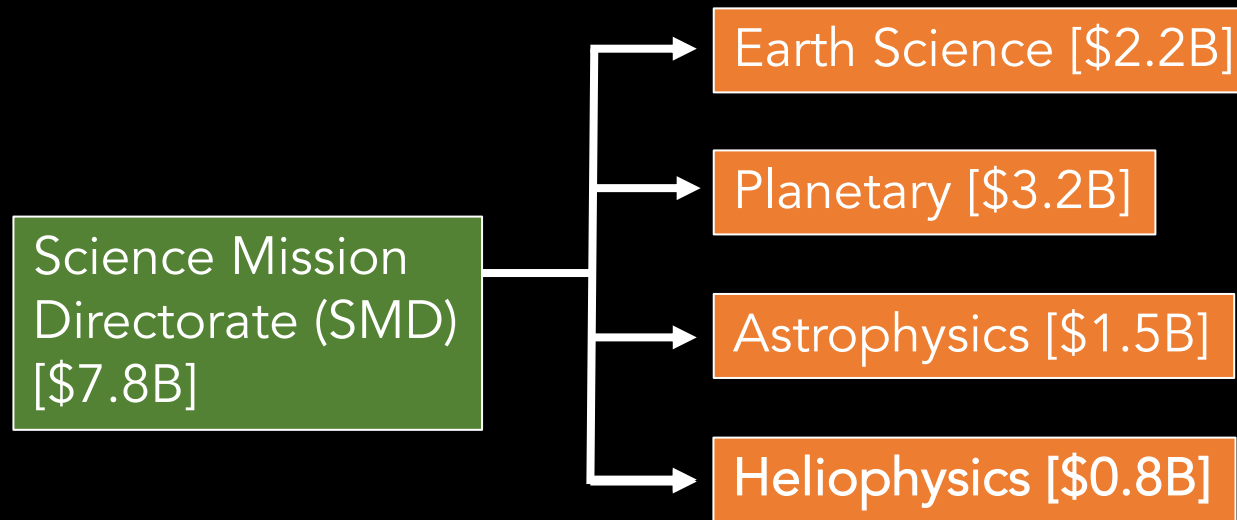 Earth Science [$2.2B]
Planetary [$3.2B]
Science Mission
Directorate (SMD)
[$7.8B]
Astrophysics [$1.5B]
Heliophysics [$0.8B]